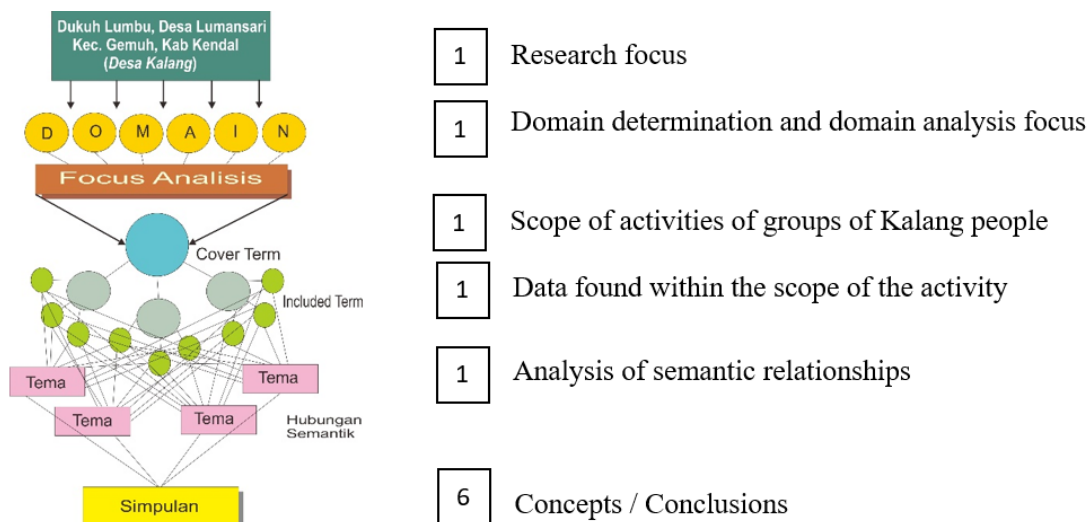 Dukuh Lumbu, Desa Lumansari
Kec. Gemuh, Kab Kendal
(Desa Kalang)
D O M A I N
Focus Analisis
Cover Term
Included Term
Tema
Tema
Tema
Tema
Hubungan
Semantik
Simpulan
1 Research focus
1 Domain determination and domain analysis focus
1 Scope of activities of groups of Kalang people
1 Data found within the scope of the activity
1 Analysis of semantic relationships
6 Concepts / Conclusions